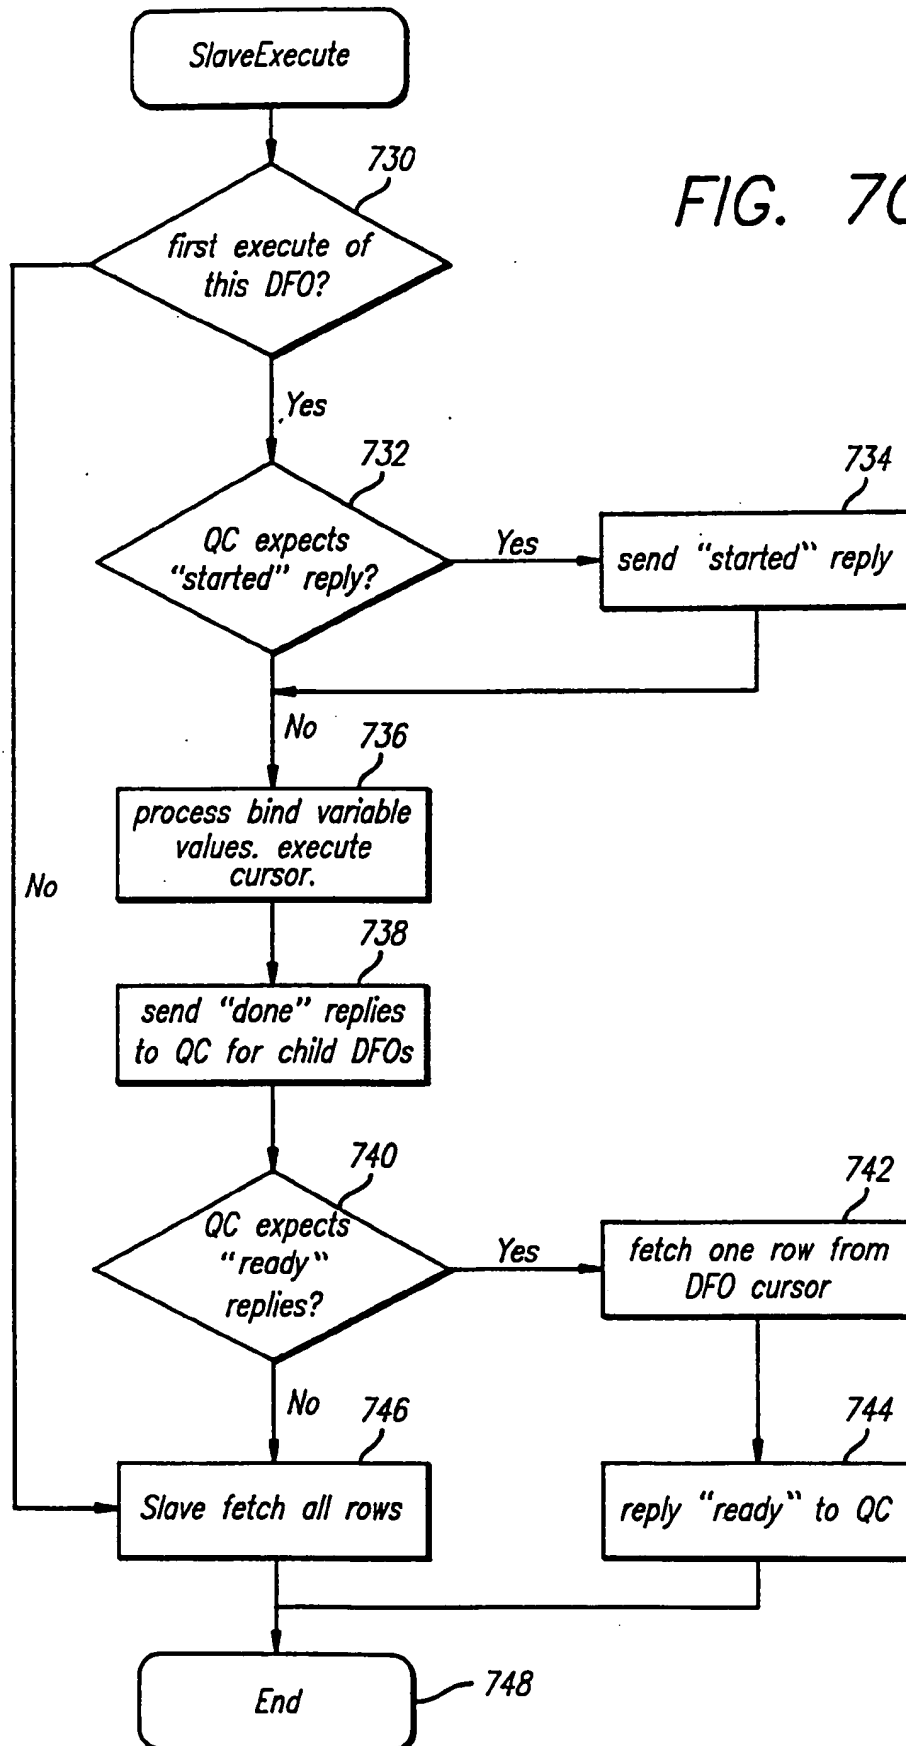 SlaveExecute
730
FIG. 7C
first execute of
this DFO?
Yes
732
734
QC expects
"started" reply?
Yes
send "started" reply
No
736
process bind variable
values. execute
cursor.
No
738
send "done" replies
to QC for child DFOs
740
742
QC expects
"ready"
replies?
Yes
fetch one row from
DFO cursor
No
746
744
Slave fetch all rows
reply "ready" to QC
End
748